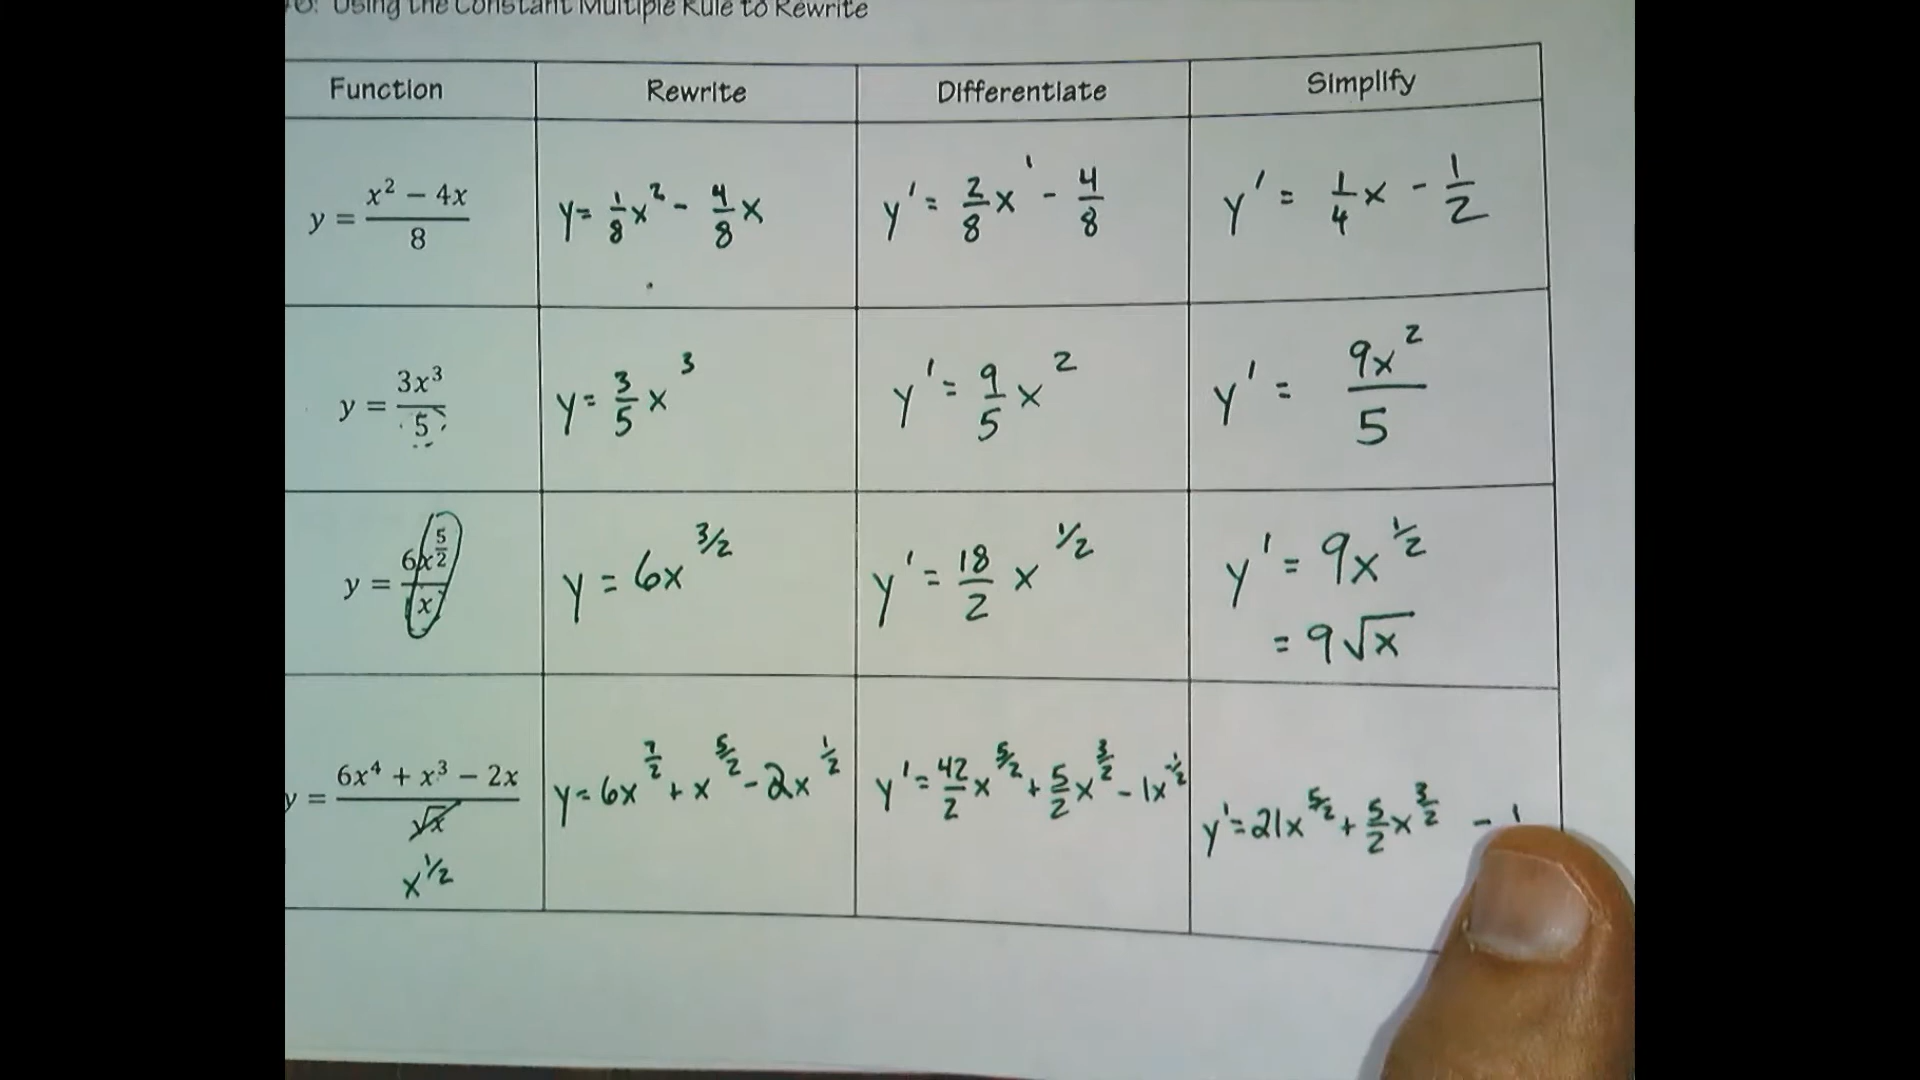 Using the Constant Multiple Rule to Rewrite
Function Rewrite Differentiate Simplify
y = (x² − 4x)/8 y = 1/8 x² − 4/8 x y' = 2/8 x¹ − 4/8 y' = 1/4 x − 1/2
y = 3x³/5 y = 3/5 x³ y' = 9/5 x² y' = 9x²/5
y = 6x^(5/2)/x y = 6x^(3/2) y' = 18/2 x^(1/2) y' = 9x^(1/2)
= 9√x
y = (6x⁴ + x³ − 2x)/√x y = 6x^(7/2) + x^(5/2) − 2x^(1/2) y' = 42/2 x^(5/2) + 5/2 x^(3/2) − 1x^(-1/2) y' = 21x^(5/2) + 5/2 x^(3/2) −
x^(1/2)